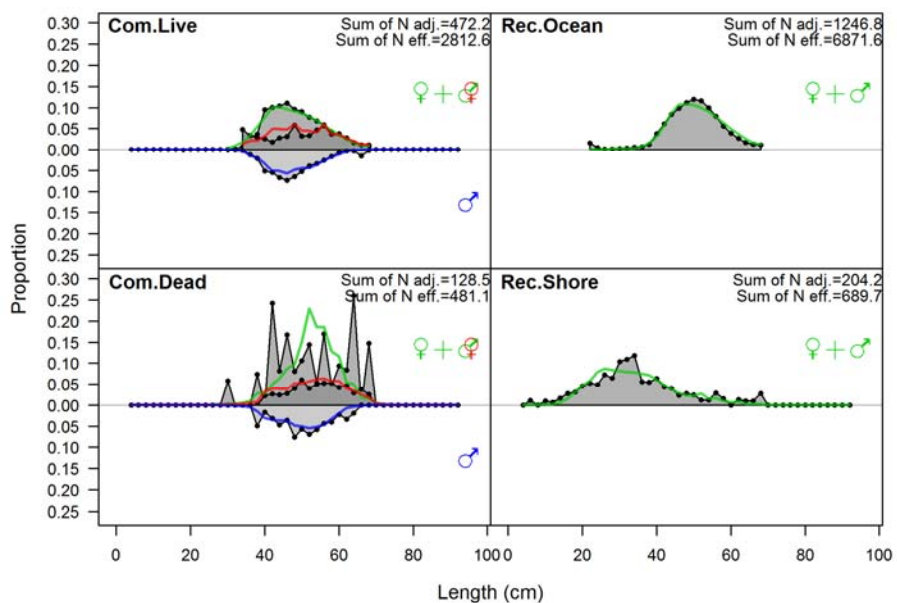 Com.Live
Sum of N adj.=472.2
Sum of N eff.=2812.6
♀ + ♂ ♀
♂
Rec.Ocean
Sum of N adj.=1246.8
Sum of N eff.=6871.6
♀ + ♂
Com.Dead
Sum of N adj.=128.5
Sum of N eff.=481.1
♀ + ♂ ♀
♂
Rec.Shore
Sum of N adj.=204.2
Sum of N eff.=689.7
♀ + ♂
Proportion
0.30
0.25
0.20
0.15
0.10
0.05
0.00
0.05
0.10
0.15
0.20
0.25
0.30
0.25
0.20
0.15
0.10
0.05
0.00
0.05
0.10
0.15
0.20
0.25
0 20 40 60 80 100 0 20 40 60 80 100
Length (cm)